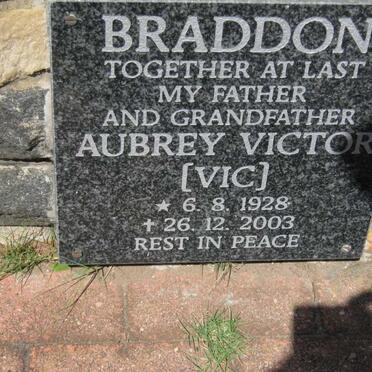 BRADDON
TOGETHER AT LAST
MY FATHER
AND GRANDFATHER
AUBREY VICTOR
[VIC]
★ 6. 8. 1928
✝ 26. 12. 2003
REST IN PEACE